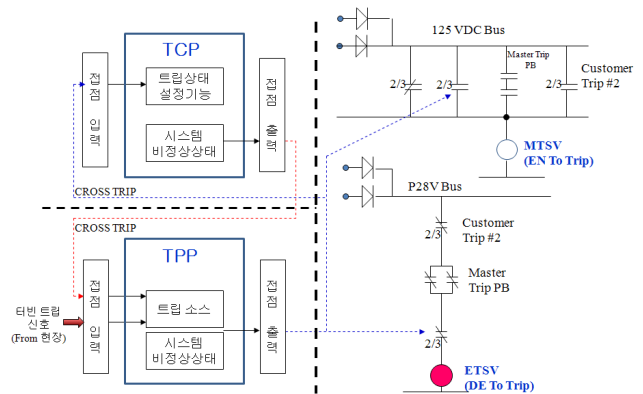 TCP
접점 입력
트립상태
설정기능
시스템
비정상상태
접점 출력
CROSS TRIP
CROSS TRIP
TPP
터빈 트립
신호
(From 현장)
접점 입력
트립 소스
시스템
비정상상태
접점 출력
125 VDC Bus
Master Trip
PB
2/3
2/3
2/3
Customer
Trip #2
MTSV
(EN To Trip)
P28V Bus
2/3
Customer
Trip #2
Master
Trip PB
2/3
ETSV
(DE To Trip)